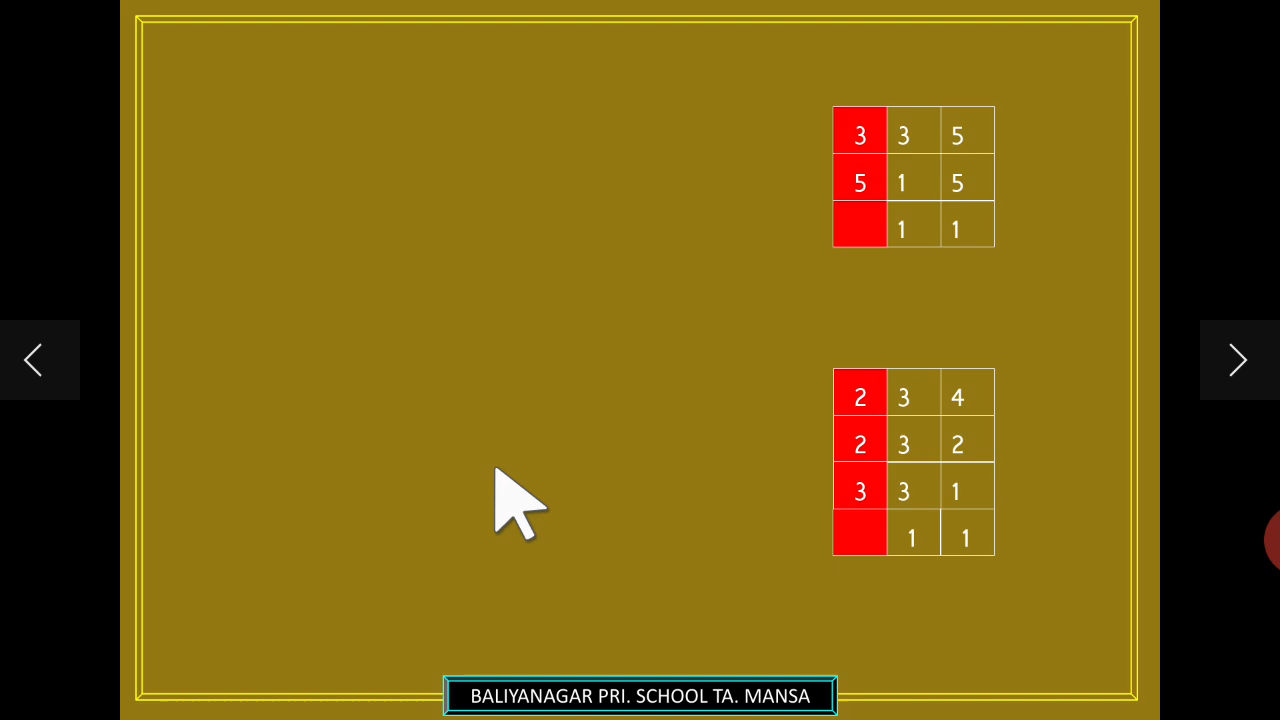 3 3 5
5 1 5
1 1
2 3 4
2 3 2
3 3 1
1 1
BALIYANAGAR PRI. SCHOOL TA. MANSA